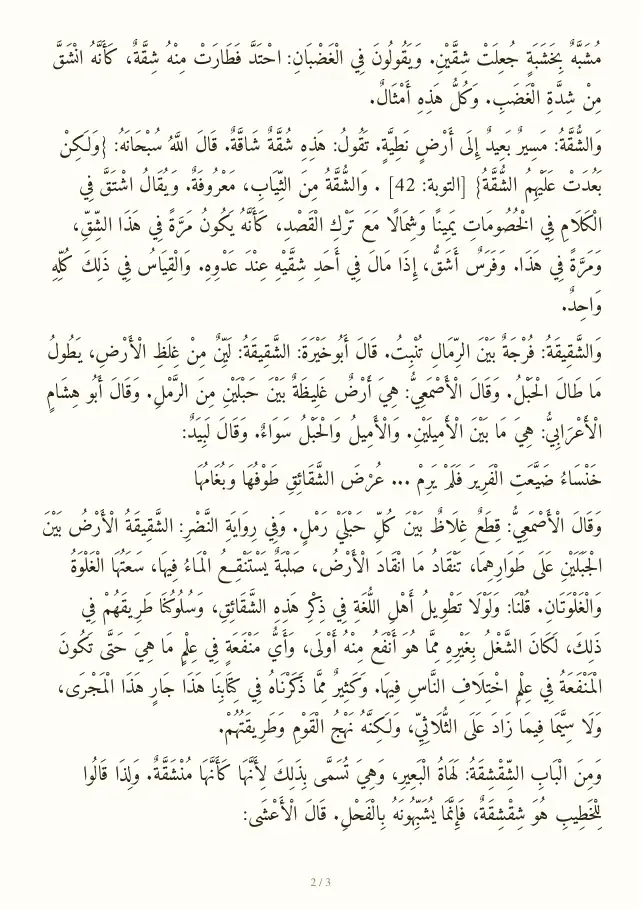 مُشَبَّهٌ بِخَشَبَةٍ جُعِلَتْ شِقَّيْنِ. وَيَقُولُونَ فِي الْغَضْبَانِ: احْتَدَّ فَطَارَتْ مِنْهُ شِقَّةٌ، كَأَنَّهُ انْشَقَّ
مِنْ شِدَّةِ الْغَضَبِ. وَكُلُّ هَذِهِ أَمْثَالٌ.
وَالشُّقَّةُ: مَسِيرٌ بَعِيدٌ إِلَى أَرْضٍ نَطِيَّةٍ. تَقُولُ: هَذِهِ شُقَّةٌ شَاقَّةٌ. قَالَ اللَّهُ سُبْحَانَهُ: {وَلَكِنْ
بَعُدَتْ عَلَيْهِمُ الشُّقَّةُ} [التوبة: 42] . وَالشُّقَّةُ مِنَ الثِّيَابِ، مَعْرُوفَةٌ. وَيُقَالُ اشْتَقَّ فِي
الْكَلَامِ فِي الْخُصُومَاتِ يَمِينًا وَشِمَالًا مَعَ تَرْكِ الْقَصْدِ، كَأَنَّهُ يَكُونُ مَرَّةً فِي هَذَا الشِّقِّ،
وَمَرَّةً فِي هَذَا. وَفَرَسٌ أَشَقُّ، إِذَا مَالَ فِي أَحَدِ شِقَّيْهِ عِنْدَ عَدْوِهِ. وَالْقِيَاسُ فِي ذَلِكَ كُلِّهِ
وَاحِدٌ.
وَالشَّقِيقَةُ: فُرْجَةٌ بَيْنَ الرِّمَالِ تُنْبِتُ. قَالَ أَبُو خَيْرَةَ: الشَّقِيقَةُ: لَيِّنٌ مِنْ غِلَظِ الْأَرْضِ، يَطُولُ
مَا طَالَ الْحَبْلُ. وَقَالَ الْأَصْمَعِيُّ: هِيَ أَرْضٌ غَلِيظَةٌ بَيْنَ حَبْلَيْنِ مِنَ الرَّمْلِ. وَقَالَ أَبُو هِشَامٍ
الْأَعْرَابِيُّ: هِيَ مَا بَيْنَ الْأَمِيلَيْنِ. وَالْأَمِيلُ وَالْحَبْلُ سَوَاءٌ. وَقَالَ لَبِيَدٌ:
خَنْسَاءُ ضَيَّعَتِ الْفَرِيرَ فَلَمْ يَرِمْ ... عُرْضَ الشَّقَائِقِ طَوْفُهَا وَبُغَامُهَا
وَقَالَ الْأَصْمَعِيُّ: قِطَعٌ غِلَاظٌ بَيْنَ كُلِّ حَبْلَيْ رَمْلٍ. وَفِي رِوَايَةِ النَّضْرِ: الشَّقِيقَةُ الْأَرْضُ بَيْنَ
الْجَبَلَيْنِ عَلَى طَوَارِهِمَا، تَنْقَادُ مَا انْقَادَ الْأَرْضُ، صَلْبَةٌ يَسْتَنْقِعُ الْمَاءُ فِيهَا، سَعَتُهَا الْغَلْوَةُ
وَالْغَلْوَتَانِ. قُلْنَا: وَلَوْلَا تَطْوِيلُ أَهْلِ اللُّغَةِ فِي ذِكْرِ هَذِهِ الشَّقَائِقِ، وَسُلُوكُنَا طَرِيقَهُمْ فِي
ذَلِكَ، لَكَانَ الشُّغْلُ بِغَيْرِهِ مِمَّا هُوَ أَنْفَعُ مِنْهُ أَوْلَى، وَأَيُّ مَنْفَعَةٍ فِي عِلْمٍ مَا هِيَ حَتَّى تَكُونَ
الْمَنْفَعَةُ فِي عِلْمِ اخْتِلَافِ النَّاسِ فِيهَا. وَكَثِيرٌ مِمَّا ذَكَرْنَاهُ فِي كِتَابِنَا هَذَا جَارٍ هَذَا الْمَجْرَى،
وَلَا سِيَّمَا فِيمَا زَادَ عَلَى الثُّلَاثِيِّ، وَلَكِنَّهُ نَهْجُ الْقَوْمِ وَطَرِيقَتُهُمْ.
وَمِنَ الْبَابِ الشِّقْشِقَةُ: لَهَاةُ الْبَعِيرِ، وَهِيَ تُسَمَّى بِذَلِكَ لِأَنَّهَا كَأَنَّهَا مُنْشَقَّةٌ. وَلِذَا قَالُوا
لِلْخَطِيبِ هُوَ شِقْشِقَةٌ، فَإِنَّمَا يُشَبِّهُونَهُ بِالْفَحْلِ. قَالَ الْأَعْشَى:
2 / 3